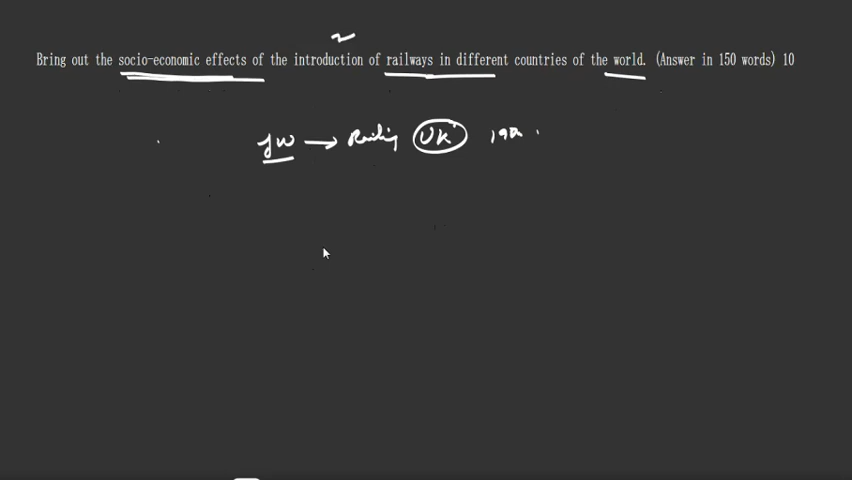 Bring out the socio-economic effects of the introduction of railways in different countries of the world. (Answer in 150 words) 10
UK